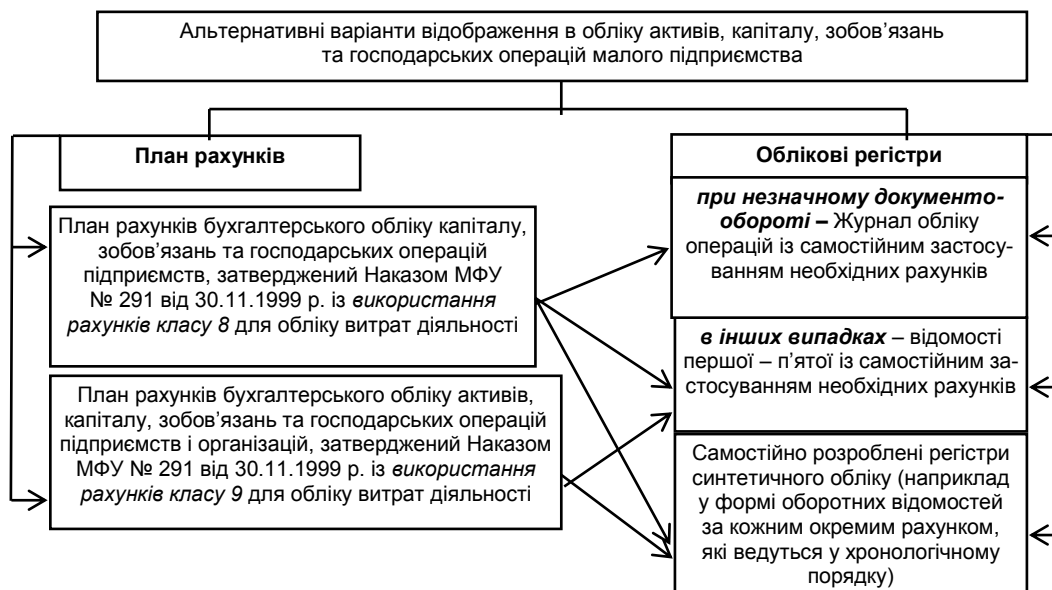 Альтернативні варіанти відображення в обліку активів, капіталу, зобов’язань
та господарських операцій малого підприємства
План рахунків
План рахунків бухгалтерського обліку капіталу,
зобов’язань та господарських операцій
підприємств, затверджений Наказом МФУ
№ 291 від 30.11.1999 р. із використання
рахунків класу 8 для обліку витрат діяльності
План рахунків бухгалтерського обліку активів,
капіталу, зобов’язань та господарських операцій
підприємств і організацій, затверджений Наказом
МФУ № 291 від 30.11.1999 р. із використання
рахунків класу 9 для обліку витрат діяльності
Облікові регістри
при незначному документо-
обороті – Журнал обліку
операцій із самостійним застосу-
ванням необхідних рахунків
в інших випадках – відомості
першої – п’ятої із самостійним за-
стосуванням необхідних рахунків
Самостійно розроблені регістри
синтетичного обліку (наприклад
у формі оборотних відомостей
за кожним окремим рахунком,
які ведуться у хронологічному
порядку)